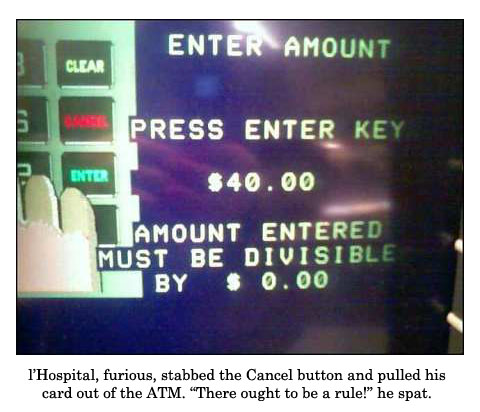 ENTER AMOUNT
CLEAR
CANCEL
PRESS ENTER KEY
ENTER
$40.00
AMOUNT ENTERED
MUST BE DIVISIBLE
BY $ 0.00
l’Hospital, furious, stabbed the Cancel button and pulled his
card out of the ATM. “There ought to be a rule!” he spat.